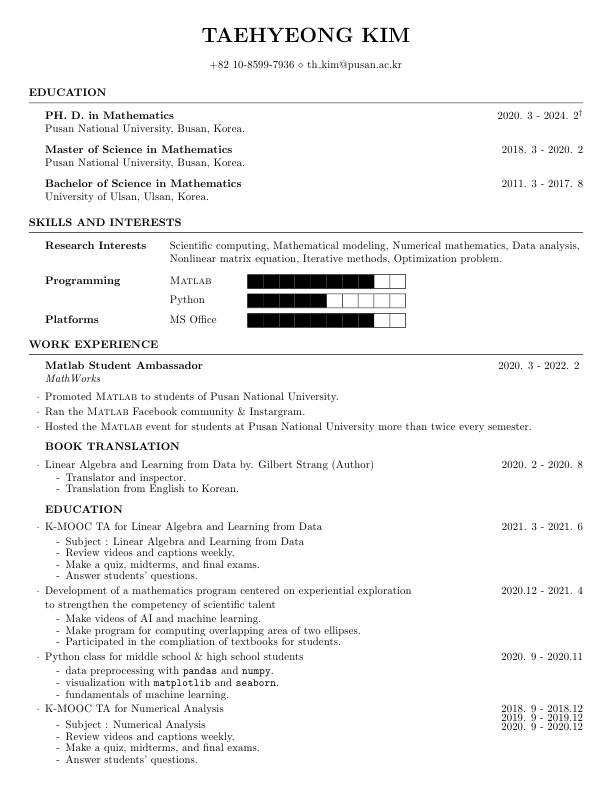 TAEHYEONG KIM
+82 10-8599-7936 ⋄ th_kim@pusan.ac.kr
EDUCATION
PH. D. in Mathematics 2020. 3 - 2024. 2†
Pusan National University, Busan, Korea.
Master of Science in Mathematics 2018. 3 - 2020. 2
Pusan National University, Busan, Korea.
Bachelor of Science in Mathematics 2011. 3 - 2017. 8
University of Ulsan, Ulsan, Korea.
SKILLS AND INTERESTS
Research Interests Scientific computing, Mathematical modeling, Numerical mathematics, Data analysis,
Nonlinear matrix equation, Iterative methods, Optimization problem.
Programming MATLAB
Python
Platforms MS Office
WORK EXPERIENCE
Matlab Student Ambassador 2020. 3 - 2022. 2
MathWorks
· Promoted MATLAB to students of Pusan National University.
· Ran the MATLAB Facebook community & Instargram.
· Hosted the MATLAB event for students at Pusan National University more than twice every semester.
BOOK TRANSLATION
· Linear Algebra and Learning from Data by. Gilbert Strang (Author) 2020. 2 - 2020. 8
- Translator and inspector.
- Translation from English to Korean.
EDUCATION
· K-MOOC TA for Linear Algebra and Learning from Data 2021. 3 - 2021. 6
- Subject : Linear Algebra and Learning from Data
- Review videos and captions weekly.
- Make a quiz, midterms, and final exams.
- Answer students' questions.
· Development of a mathematics program centered on experiential exploration 2020.12 - 2021. 4
to strengthen the competency of scientific talent
- Make videos of AI and machine learning.
- Make program for computing overlapping area of two ellipses.
- Participated in the compliation of textbooks for students.
· Python class for middle school & high school students 2020. 9 - 2020.11
- data preprocessing with pandas and numpy.
- visualization with matplotlib and seaborn.
- fundamentals of machine learning.
· K-MOOC TA for Numerical Analysis 2018. 9 - 2018.12
2019. 9 - 2019.12
- Subject : Numerical Analysis 2020. 9 - 2020.12
- Review videos and captions weekly.
- Make a quiz, midterms, and final exams.
- Answer students' questions.